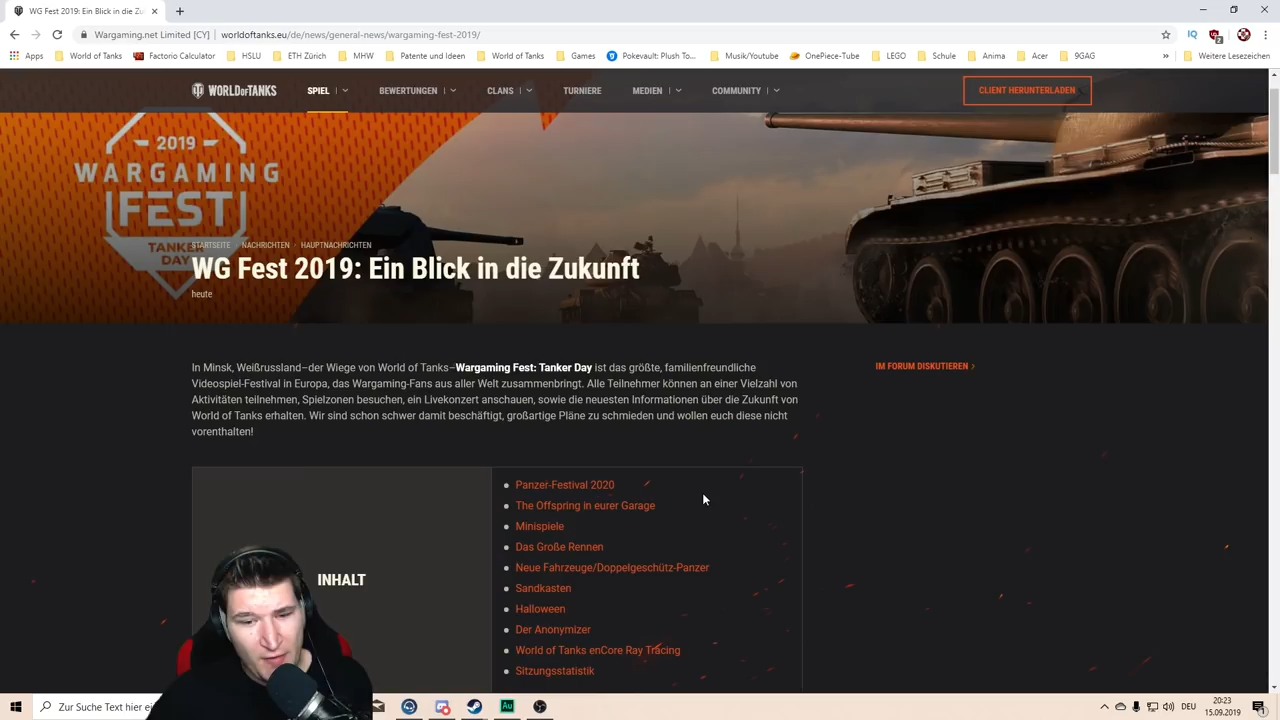 WG Fest 2019: Ein Blick in die Zu
Wargaming.net Limited [CY] | worldoftanks.eu/de/news/general-news/wargaming-fest-2019/
Apps World of Tanks Factorio Calculator HSLU ETH Zürich MHW Patente und Ideen World of Tanks Games Pokevault: Plush To... Musik/Youtube OnePiece-Tube LEGO Schule Anima Acer 9GAG » Weitere Lesezeichen
WORLD OF TANKS SPIEL BEWERTUNGEN CLANS TURNIERE MEDIEN COMMUNITY CLIENT HERUNTERLADEN
2019
WARGAMING
FEST
TANKER
DAY
STARTSEITE NACHRICHTEN HAUPTNACHRICHTEN
WG Fest 2019: Ein Blick in die Zukunft
heute
In Minsk, Weißrussland–der Wiege von World of Tanks–Wargaming Fest: Tanker Day ist das größte, familienfreundliche
Videospiel-Festival in Europa, das Wargaming-Fans aus aller Welt zusammenbringt. Alle Teilnehmer können an einer Vielzahl von
Aktivitäten teilnehmen, Spielzonen besuchen, ein Livekonzert anschauen, sowie die neuesten Informationen über die Zukunft von
World of Tanks erhalten. Wir sind schon schwer damit beschäftigt, großartige Pläne zu schmieden und wollen euch diese nicht
vorenthalten!
IM FORUM DISKUTIEREN
INHALT
Panzer-Festival 2020
The Offspring in eurer Garage
Minispiele
Das Große Rennen
Neue Fahrzeuge/Doppelgeschütz-Panzer
Sandkasten
Halloween
Der Anonymizer
World of Tanks enCore Ray Tracing
Sitzungsstatistik
Zur Suche Text hier ei
Au
DEU
20:23
15.09.2019